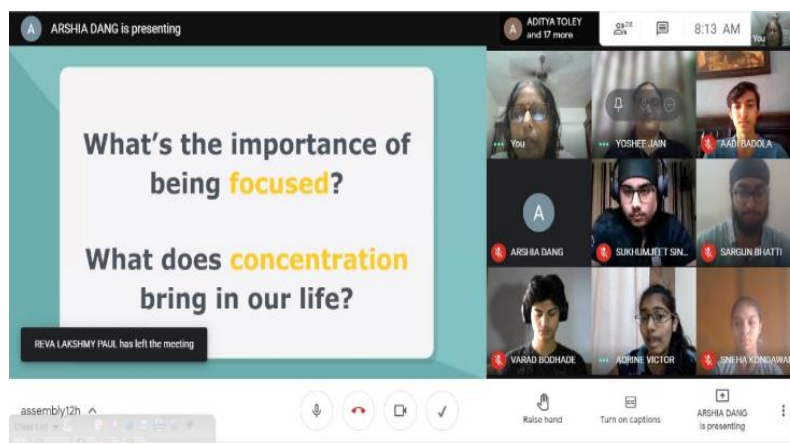 A ARSHIA DANG is presenting
A ADITYA TOLEY
and 17 more
28
8:13 AM
You
What's the importance of
being focused?
What does concentration
bring in our life?
REVA LAKSHMY PAUL has left the meeting
You
YOSHEE JAIN
AADI BADOLA
A
ARSHIA DANG
SUKHUMJEET SIN...
SARGUN BHATTI
VARAD BODHADE
ADRINE VICTOR
SNEHA KONDAWA
assembly12h
Raise hand
CC
Turn on captions
ARSHIA DANG
is presenting